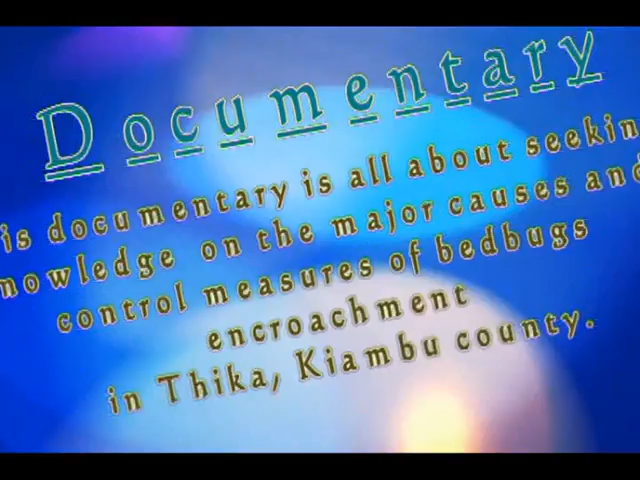 Documentary
is documentary is all about seekin
nowledge on the major causes and
control measures of bedbugs
encroachment
in Thika, Kiambu county.